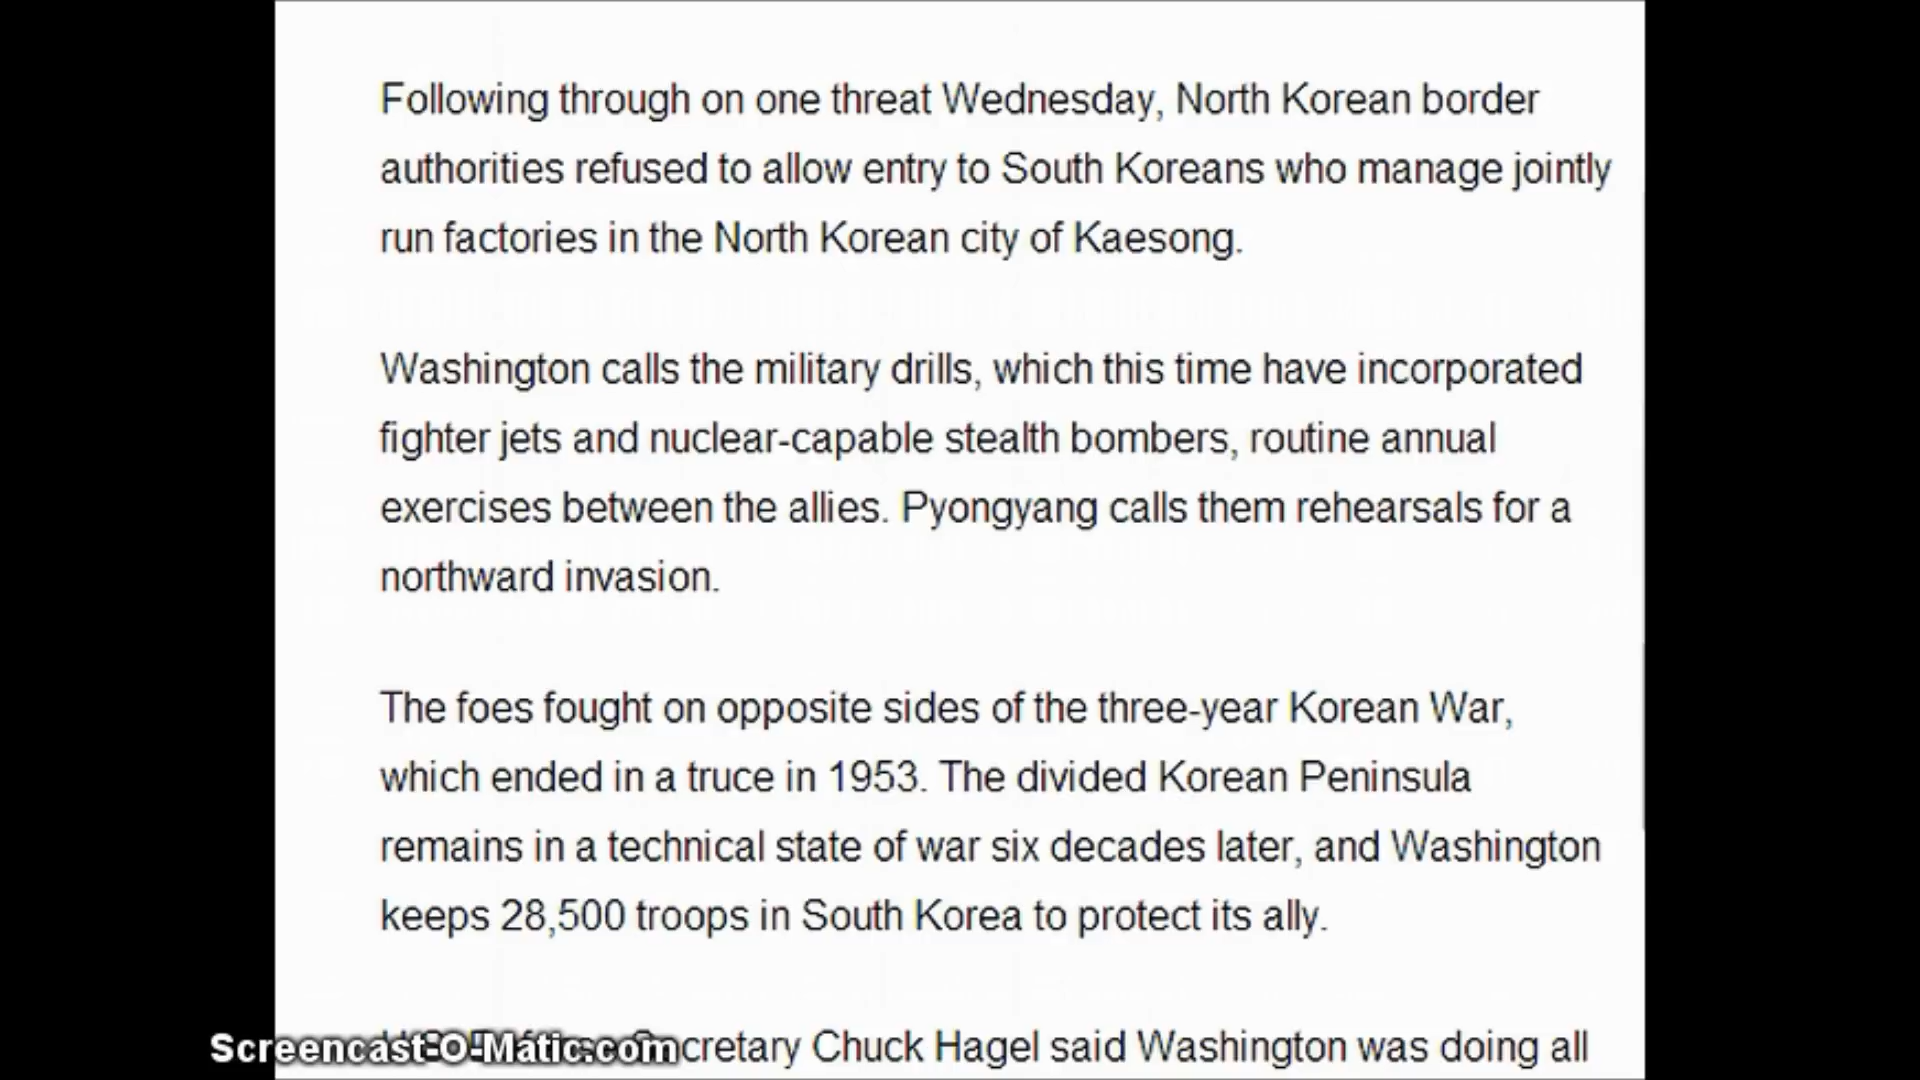 Following through on one threat Wednesday, North Korean border
authorities refused to allow entry to South Koreans who manage jointly
run factories in the North Korean city of Kaesong.
Washington calls the military drills, which this time have incorporated
fighter jets and nuclear-capable stealth bombers, routine annual
exercises between the allies. Pyongyang calls them rehearsals for a
northward invasion.
The foes fought on opposite sides of the three-year Korean War,
which ended in a truce in 1953. The divided Korean Peninsula
remains in a technical state of war six decades later, and Washington
keeps 28,500 troops in South Korea to protect its ally.
Screencast-O-Matic.com
Chuck Hagel said Washington was doing all